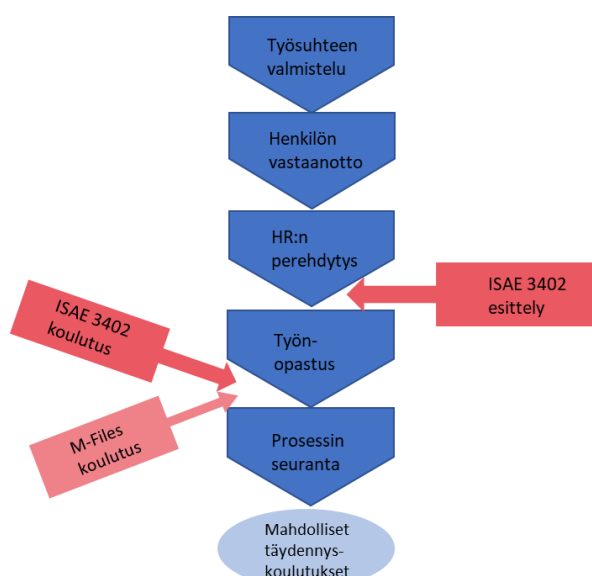 Työsuhteen
valmistelu
Henkilön
vastaanotto
HR:n
perehdytys
ISAE 3402
esittely
ISAE 3402
koulutus
Työn-
opastus
M-Files
koulutus
Prosessin
seuranta
Mahdolliset
täydennys-
koulutukset